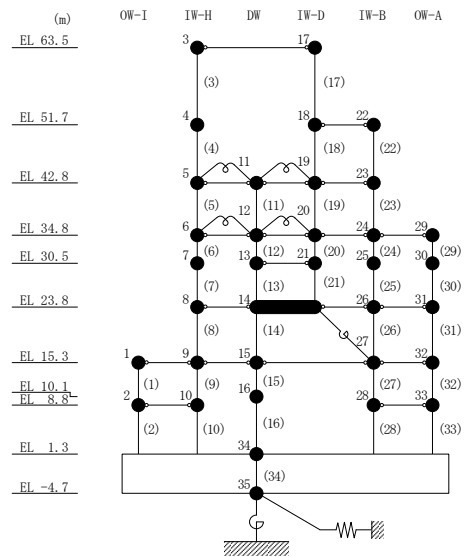 (m) OW-I IW-H DW IW-D IW-B OW-A
EL 63.5 3 17
(3) (17)
EL 51.7 4 18 22
(4) (18) (22)
EL 42.8 5 11 19 23
(5) (11) (19) (23)
EL 34.8 6 12 20 24 29
(6) (12) (20) (24) (29)
EL 30.5 7 13 21 25 30
(7) (13) (21) (25) (30)
EL 23.8 8 14 26 31
(8) (14) (26) (31)
27
EL 15.3 1 9 15 32
(1) (9) (15) (27) (32)
EL 10.1 16
EL 8.8 2 10 28 33
(2) (10) (16) (28) (33)
EL 1.3 34
(34)
EL -4.7 35